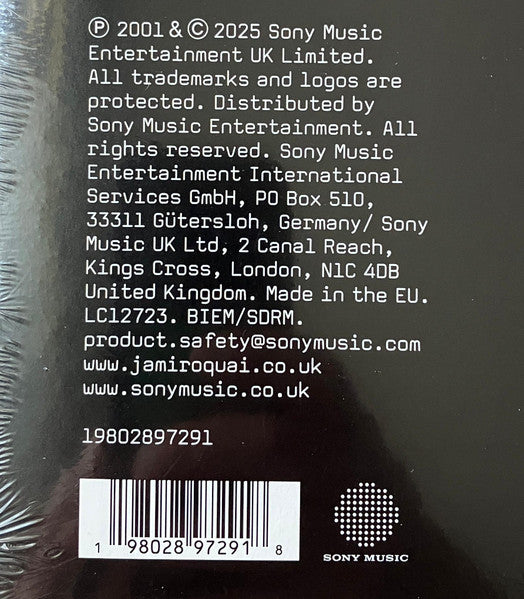 ℗ 2001 & © 2025 Sony Music
Entertainment UK Limited.
All trademarks and logos are
protected. Distributed by
Sony Music Entertainment. All
rights reserved. Sony Music
Entertainment International
Services GmbH, PO Box 510,
33311 Gütersloh, Germany/ Sony
Music UK Ltd, 2 Canal Reach,
Kings Cross, London, N1C 4DB
United Kingdom. Made in the EU.
LC12723. BIEM/SDRM.
product.safety@sonymusic.com
www.jamiroquai.co.uk
www.sonymusic.co.uk
19802897291
1 98028 97291 8
SONY MUSIC